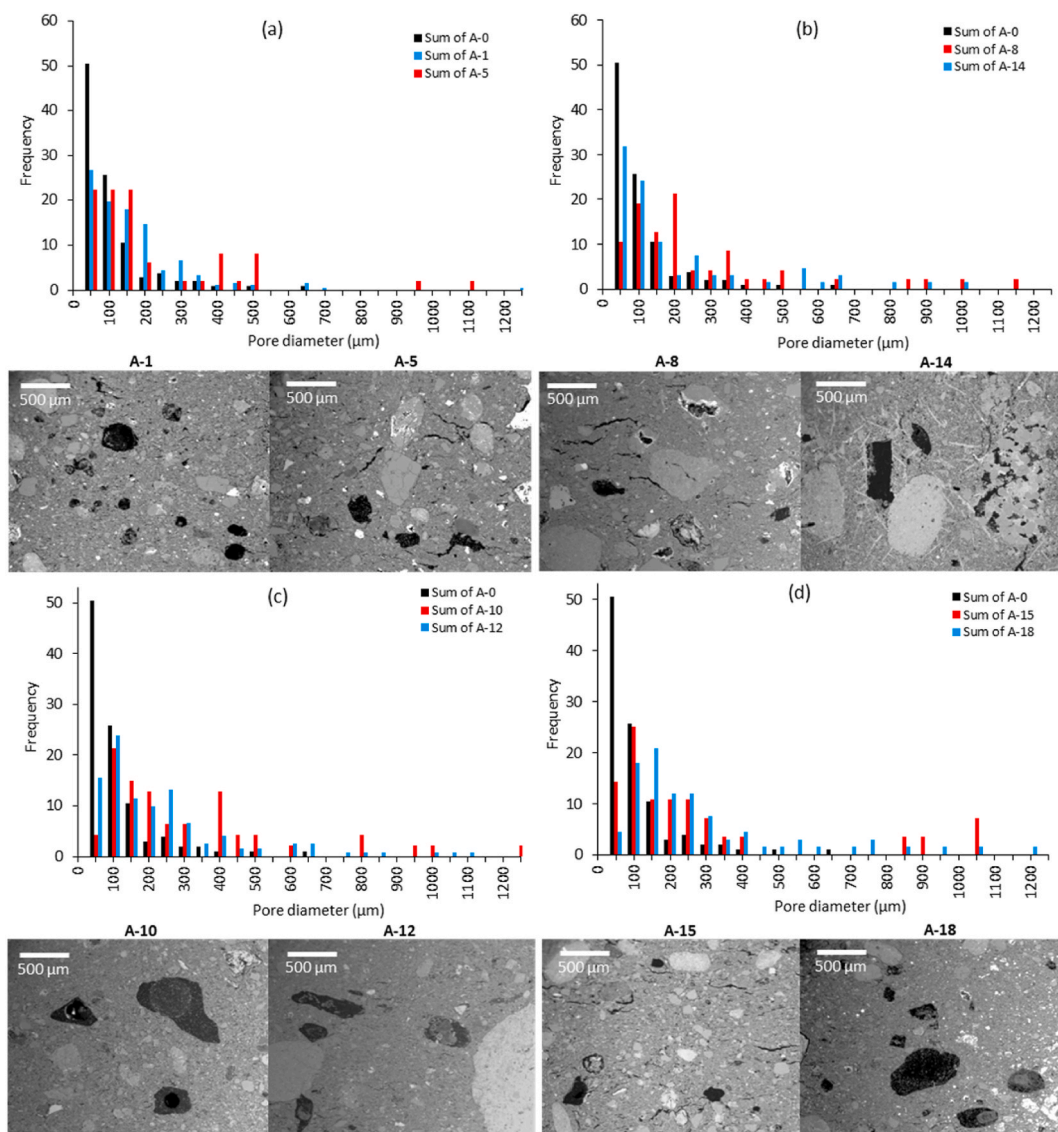 (a)
Sum of A-0
Sum of A-1
Sum of A-5
Frequency
60
50
40
30
20
10
0
100
200
300
400
500
600
700
800
900
1000
1100
1200
Pore diameter (µm)
(b)
Sum of A-0
Sum of A-8
Sum of A-14
Frequency
60
50
40
30
20
10
0
100
200
300
400
500
600
700
800
900
1000
1100
1200
Pore diameter (µm)
A-1
A-5
A-8
A-14
500 µm
500 µm
500 µm
500 µm
(c)
Sum of A-0
Sum of A-10
Sum of A-12
Frequency
50
40
30
20
10
0
100
200
300
400
500
600
700
800
900
1000
1100
1200
Pore diameter (µm)
(d)
Sum of A-0
Sum of A-15
Sum of A-18
Frequency
50
40
30
20
10
0
100
200
300
400
500
600
700
800
900
1000
1100
1200
Pore diameter (µm)
A-10
A-12
A-15
A-18
500 µm
500 µm
500 µm
500 µm